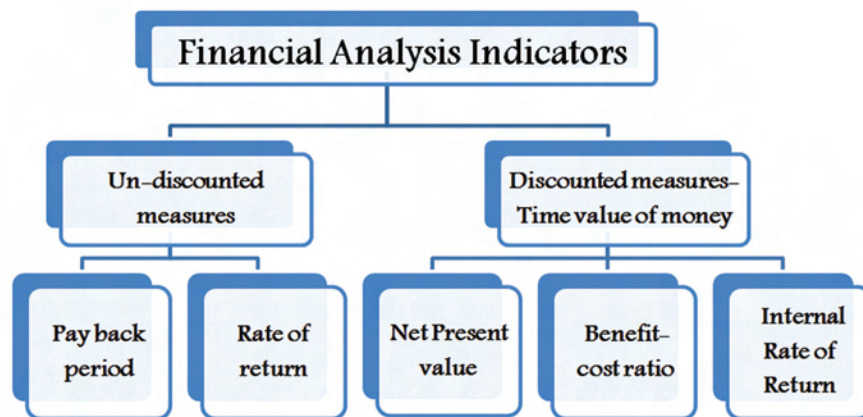 Financial Analysis Indicators
Un-discounted
measures
Discounted measures-
Time value of money
Pay back
period
Rate of
return
Net Present
value
Benefit-
cost ratio
Internal
Rate of
Return